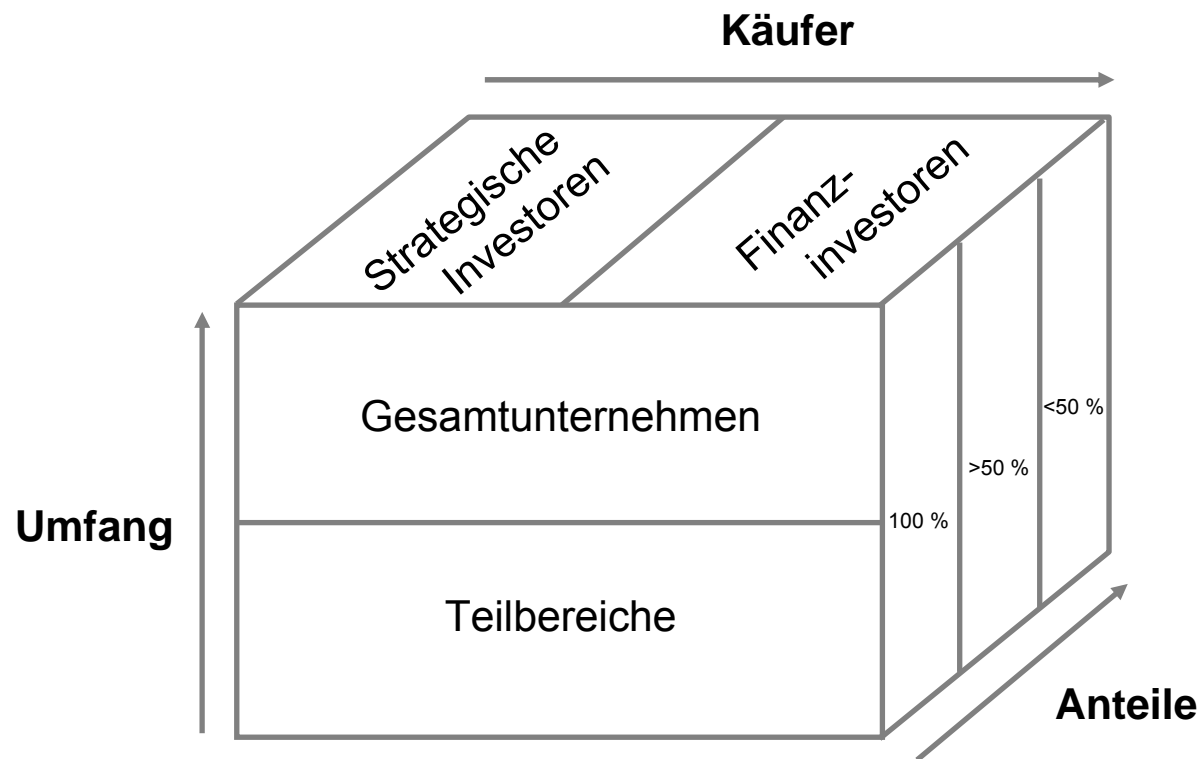 Käufer
Strategische
Investoren
Finanz-
investoren
Gesamtunternehmen
<50 %
>50 %
100 %
Umfang
Teilbereiche
Anteile